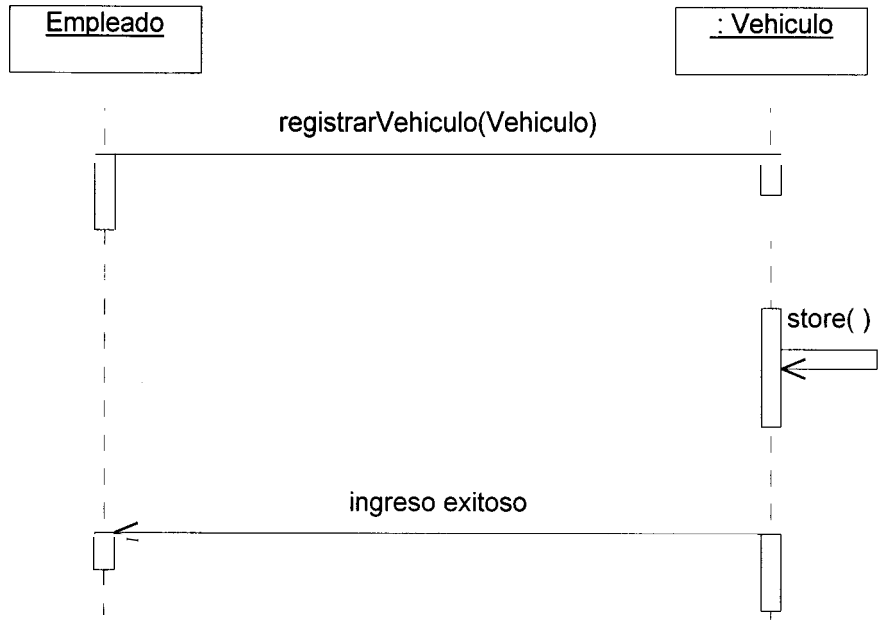 Empleado
: Vehiculo
registrarVehiculo(Vehiculo)
store( )
ingreso exitoso